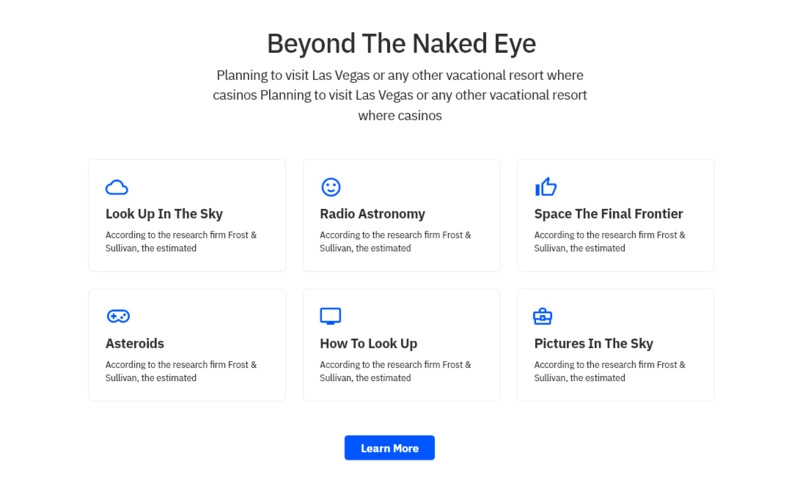 Beyond The Naked Eye
Planning to visit Las Vegas or any other vacational resort where
casinos Planning to visit Las Vegas or any other vacational resort
where casinos
Look Up In The Sky
According to the research firm Frost &
Sullivan, the estimated
Radio Astronomy
According to the research firm Frost &
Sullivan, the estimated
Space The Final Frontier
According to the research firm Frost &
Sullivan, the estimated
Asteroids
According to the research firm Frost &
Sullivan, the estimated
How To Look Up
According to the research firm Frost &
Sullivan, the estimated
Pictures In The Sky
According to the research firm Frost &
Sullivan, the estimated
Learn More